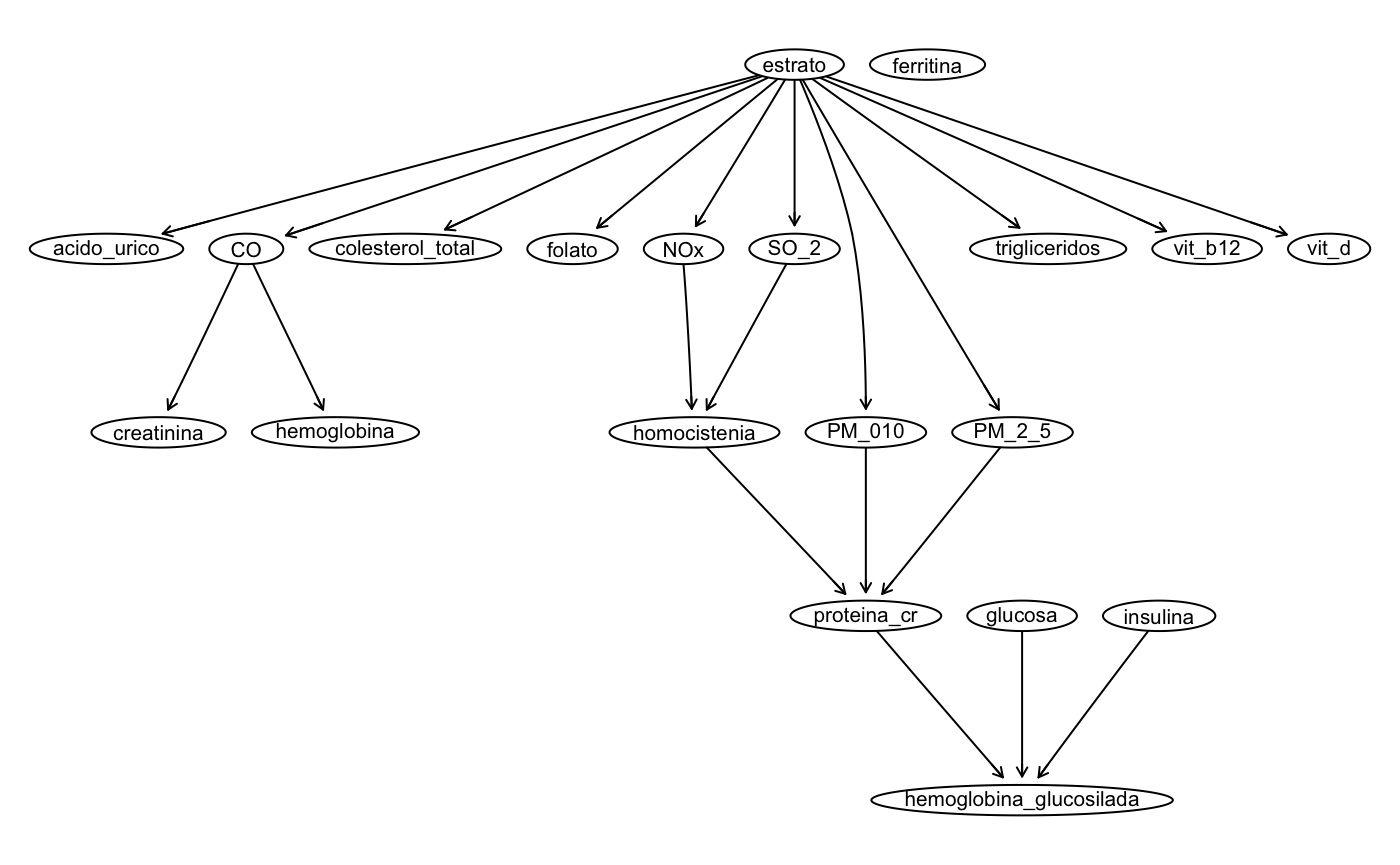 estrato
ferritina
acido_urico
CO
colesterol_total
folato
NOx
SO_2
trigliceridos
vit_b12
vit_d
creatinina
hemoglobina
homocistenia
PM_010
PM_2_5
proteina_cr
glucosa
insulina
hemoglobina_glucosilada